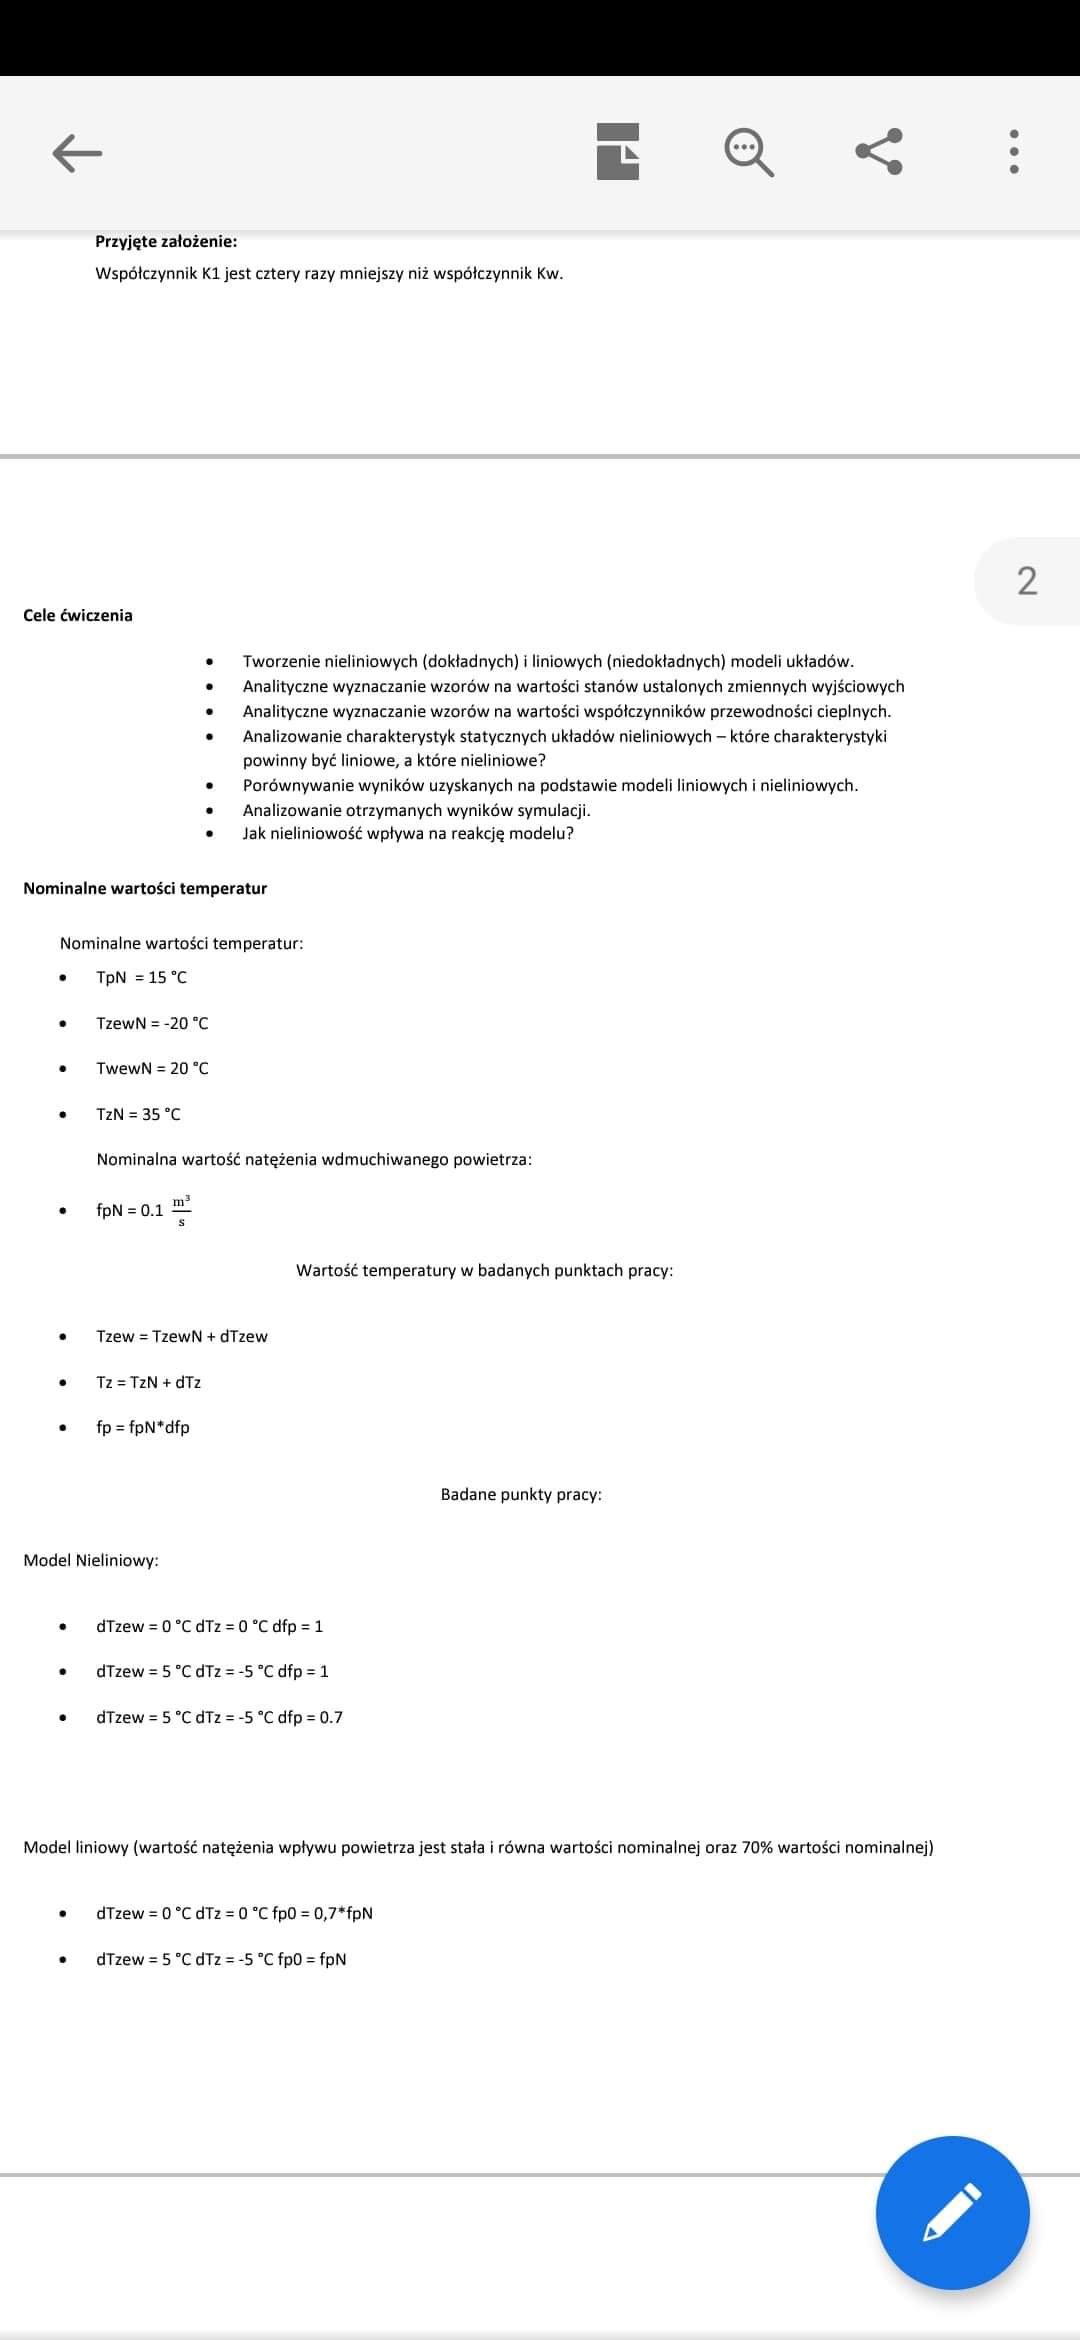 Przyjęte założenie:
Współczynnik K1 jest cztery razy mniejszy niż współczynnik Kw.
2
Cele ćwiczenia
• Tworzenie nieliniowych (dokładnych) i liniowych (niedokładnych) modeli układów.
• Analityczne wyznaczanie wzorów na wartości stanów ustalonych zmiennych wyjściowych
• Analityczne wyznaczanie wzorów na wartości współczynników przewodności cieplnych.
• Analizowanie charakterystyk statycznych układów nieliniowych – które charakterystyki
powinny być liniowe, a które nieliniowe?
• Porównywanie wyników uzyskanych na podstawie modeli liniowych i nieliniowych.
• Analizowanie otrzymanych wyników symulacji.
• Jak nieliniowość wpływa na reakcję modelu?
Nominalne wartości temperatur
Nominalne wartości temperatur:
• TpN = 15 °C
• TzewN = -20 °C
• TwewN = 20 °C
• TzN = 35 °C
Nominalna wartość natężenia wdmuchiwanego powietrza:
• fpN = 0.1 m³/s
Wartość temperatury w badanych punktach pracy:
• Tzew = TzewN + dTzew
• Tz = TzN + dTz
• fp = fpN*dfp
Badane punkty pracy:
Model Nieliniowy:
• dTzew = 0 °C dTz = 0 °C dfp = 1
• dTzew = 5 °C dTz = -5 °C dfp = 1
• dTzew = 5 °C dTz = -5 °C dfp = 0.7
Model liniowy (wartość natężenia wpływu powietrza jest stała i równa wartości nominalnej oraz 70% wartości nominalnej)
• dTzew = 0 °C dTz = 0 °C fp0 = 0,7*fpN
• dTzew = 5 °C dTz = -5 °C fp0 = fpN